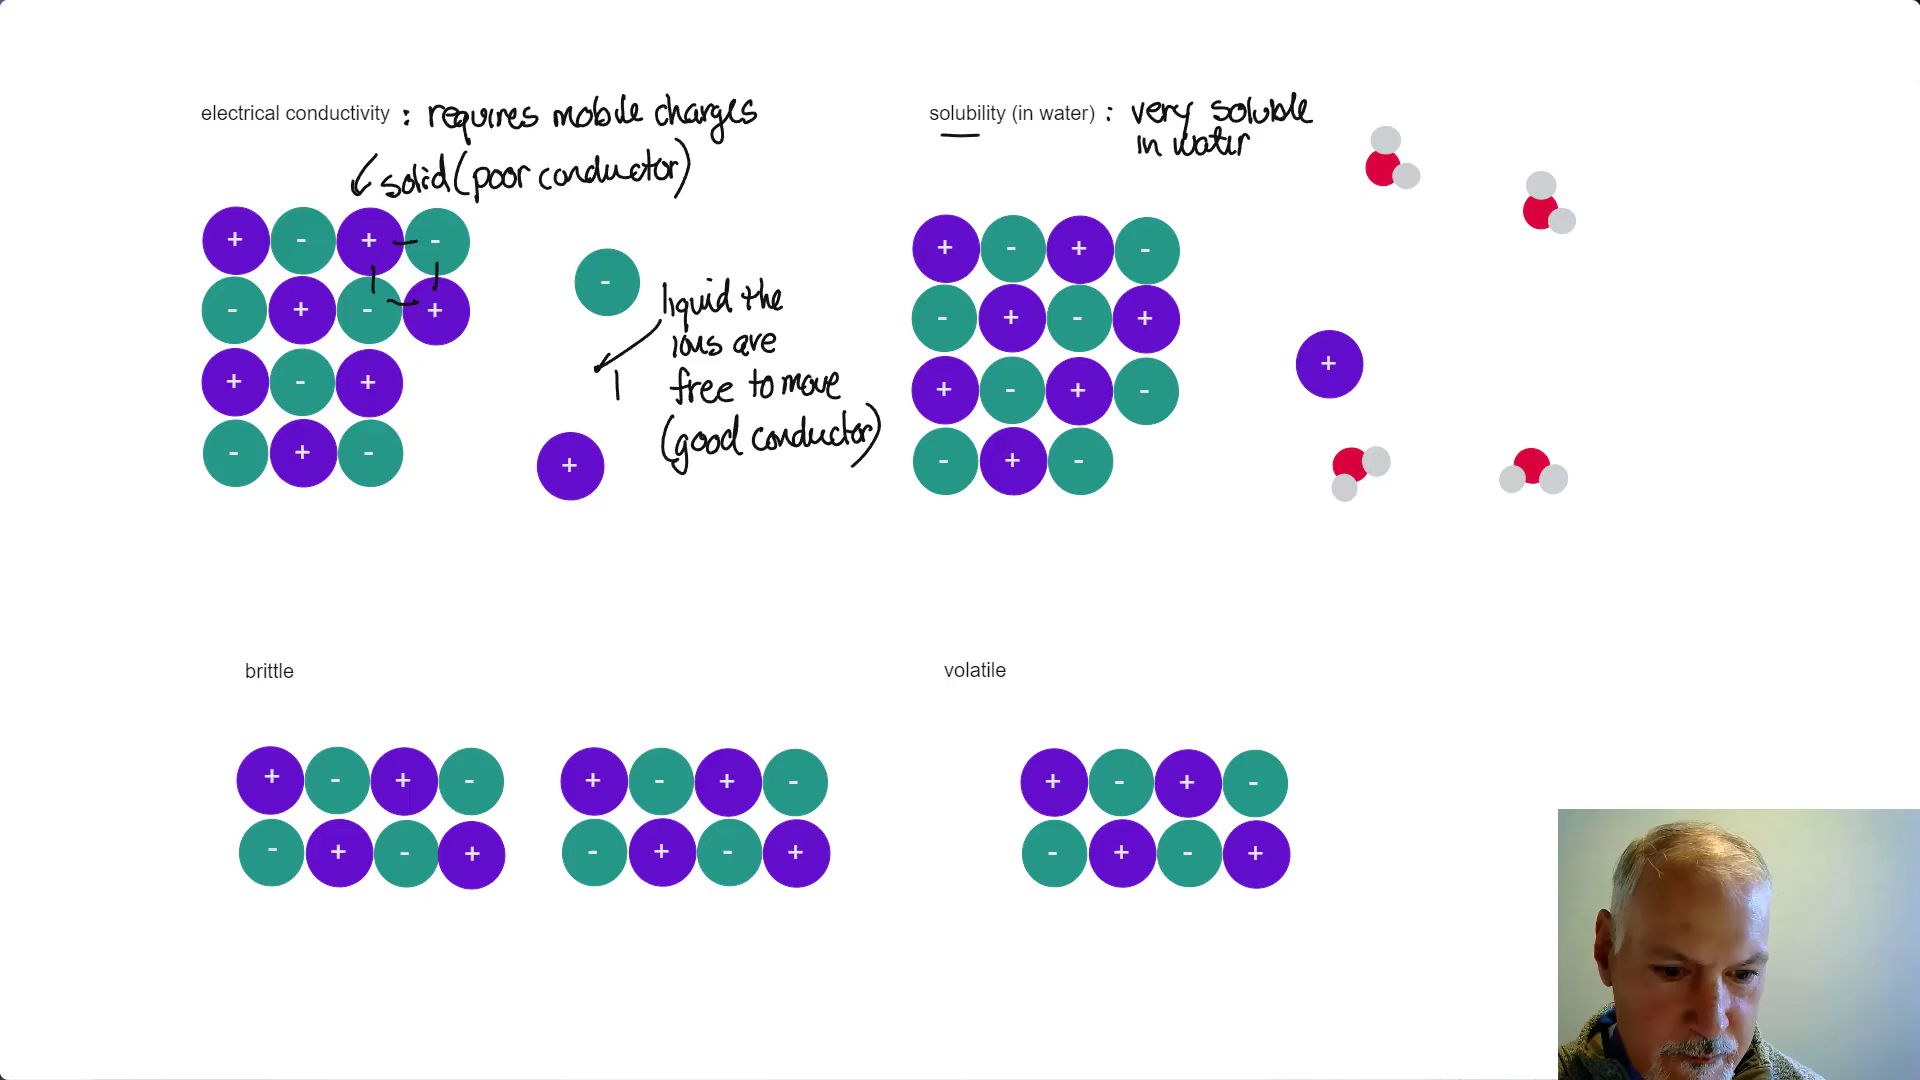 electrical conductivity : requires mobile charges
solid (poor conductor)
+ - + -
- + - +
+ - +
- + -
-
+
liquid the
ions are
free to move
(good conductor)
solubility (in water) : very soluble
in water
+ - + -
- + - +
+ - + -
- + -
+
brittle
+ - + - + - + -
- + - + - + - +
volatile
+ - + -
- + - +